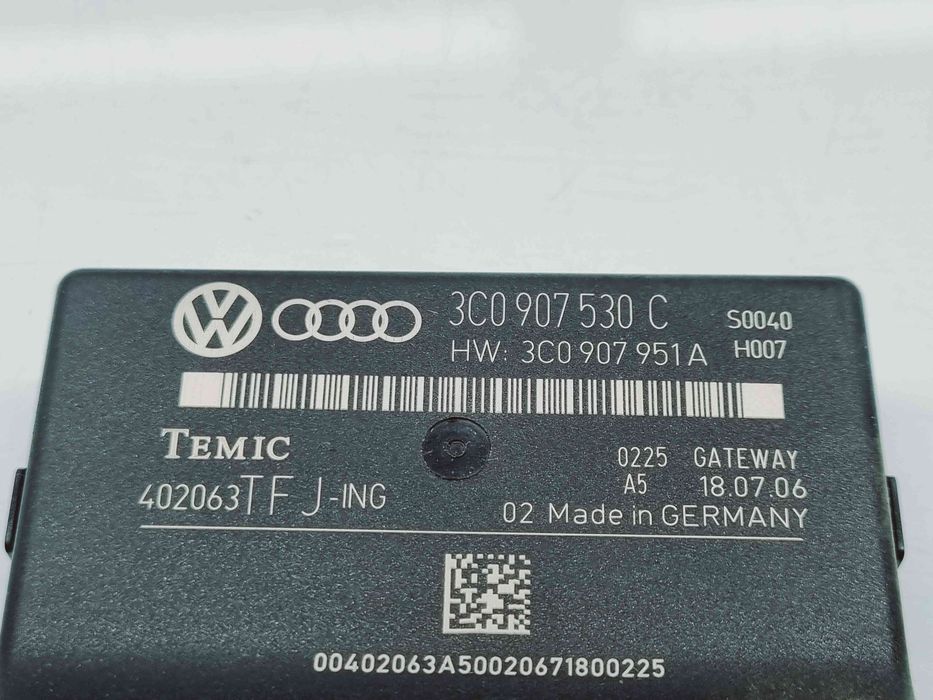 3C0 907 530 C S0040
HW: 3C0 907 951 A H007
TEMIC
0225 GATEWAY
402063TFJ-ING A5 18.07.06
02 Made in GERMANY
00402063A50020671800225